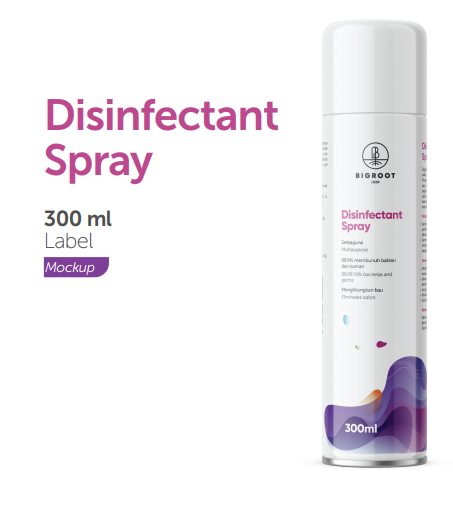 Disinfectant
Spray
300 ml
Label
Mockup
BIGROOT
Disinfectant
Spray
Serbaguna
Multipurpose
99,9% membunuh bakteri
dan kuman
99,9% kills bacterias and
germs
Menghilangkan bau
Eliminates odors
300ml